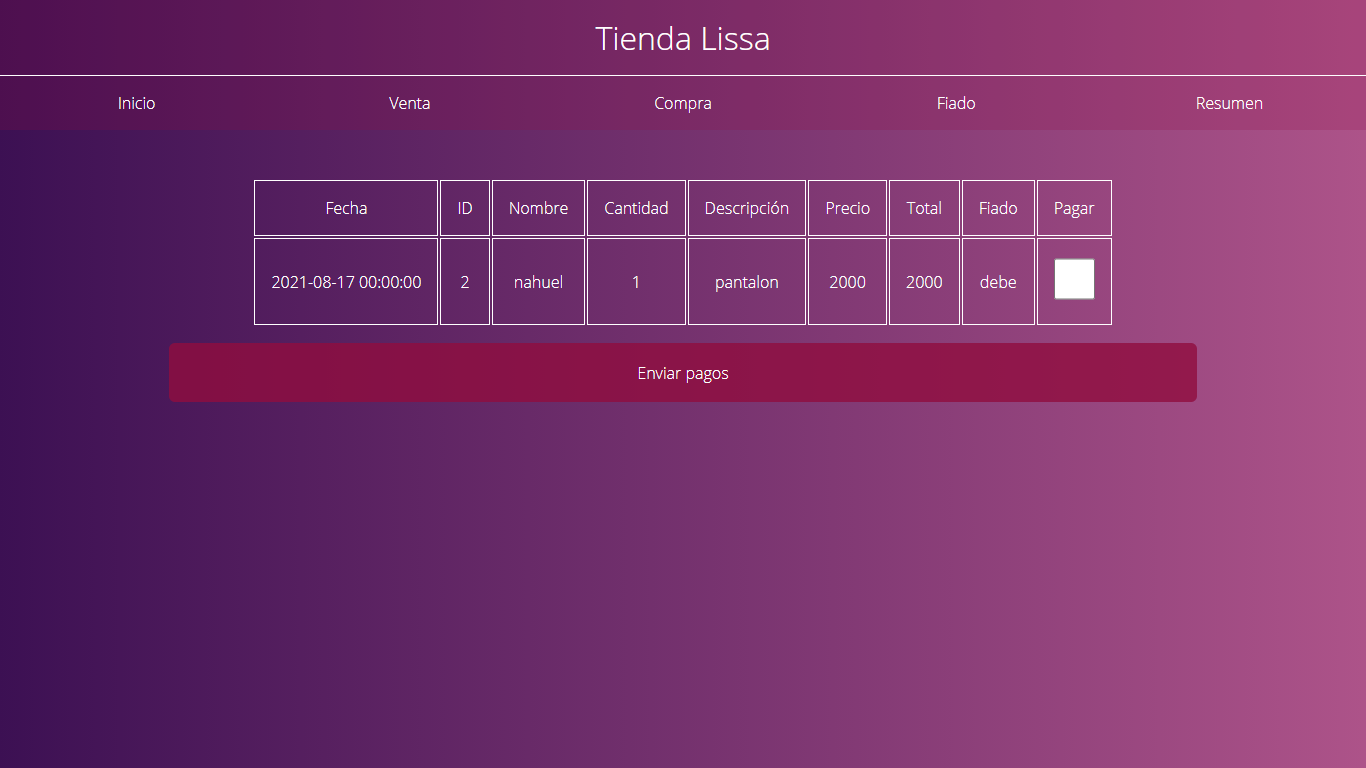 Tienda Lissa
Inicio Venta Compra Fiado Resumen
Fecha ID Nombre Cantidad Descripción Precio Total Fiado Pagar
2021-08-17 00:00:00 2 nahuel 1 pantalon 2000 2000 debe
Enviar pagos